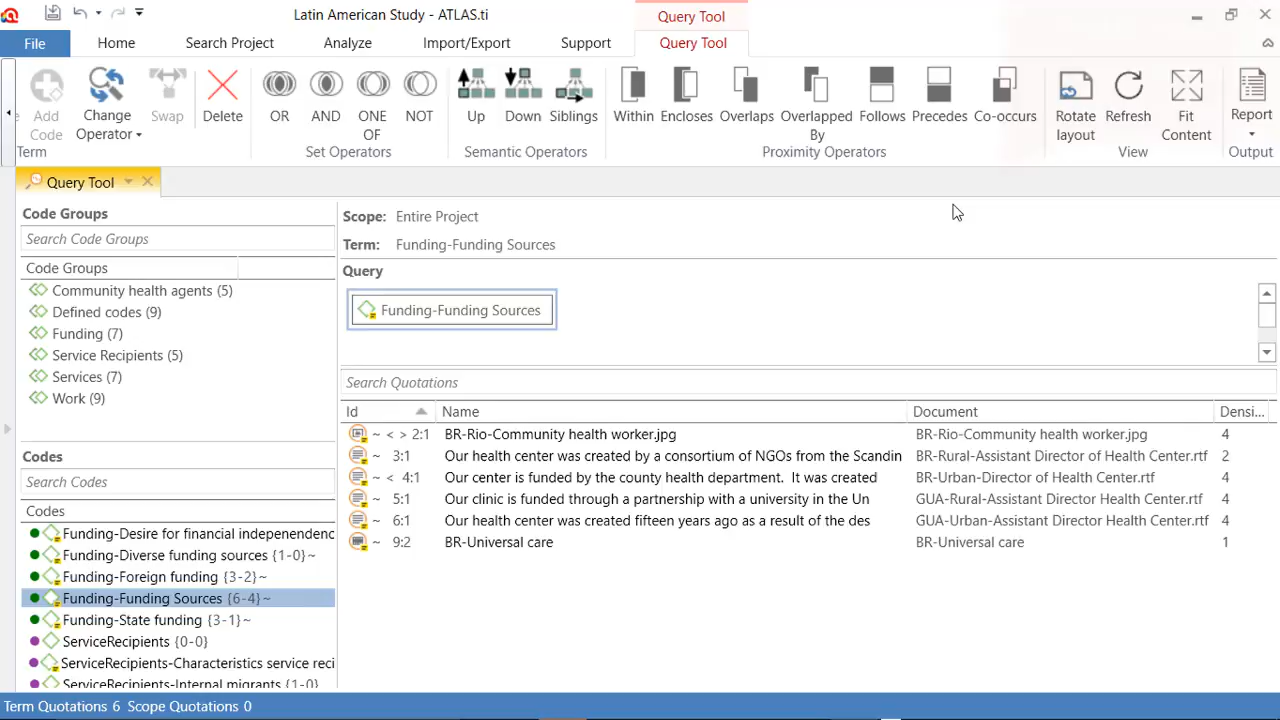 Latin American Study - ATLAS.ti
Query Tool
File
Home
Search Project
Analyze
Import/Export
Support
Query Tool
Add Code
Change Operator
Swap
Delete
OR
AND
ONE OF
NOT
Up
Down
Siblings
Within
Encloses
Overlaps
Overlapped By
Follows
Precedes
Co-occurs
Rotate layout
Refresh
Fit Content
Report
Term
Set Operators
Semantic Operators
Proximity Operators
View
Output
Query Tool
Code Groups
Search Code Groups
Code Groups
Community health agents (5)
Defined codes (9)
Funding (7)
Service Recipients (5)
Services (7)
Work (9)
Codes
Search Codes
Codes
Funding-Desire for financial indepenendenc
Funding-Diverse funding sources {1-0}~
Funding-Foreign funding {3-2}~
Funding-Funding Sources {6-4}~
Funding-State funding {3-1}~
ServiceRecipients {0-0}
ServiceRecipients-Characteristics service reci
ServiceRecipients-Internal migrants {1-0}
Scope: Entire Project
Term: Funding-Funding Sources
Query
Funding-Funding Sources
Search Quotations
Id Name Document Densi...
~ < > 2:1 BR-Rio-Community health worker.jpg BR-Rio-Community health worker.jpg 4
~ 3:1 Our health center was created by a consortium of NGOs from the Scandin BR-Rural-Assistant Director of Health Center.rtf 2
~ < 4:1 Our center is funded by the county health department. It was created BR-Urban-Director of Health Center.rtf 4
~ 5:1 Our clinic is funded through a partnership with a university in the Un GUA-Rural-Assistant Director Health Center.rtf 4
~ 6:1 Our health center was created fifteen years ago as a result of the des GUA-Urban-Assistant Director Health Center.rtf 4
~ 9:2 BR-Universal care BR-Universal care 1
Term Quotations 6 Scope Quotations 0